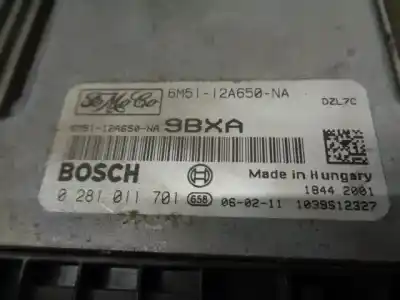 FoMoCo 6M51-12A650-NA
DZL7C
6M51-12A650-NA 9BXA
BOSCH
Made in Hungary
1844 2001
0 281 011 701 658 06-02-11 1039S12327